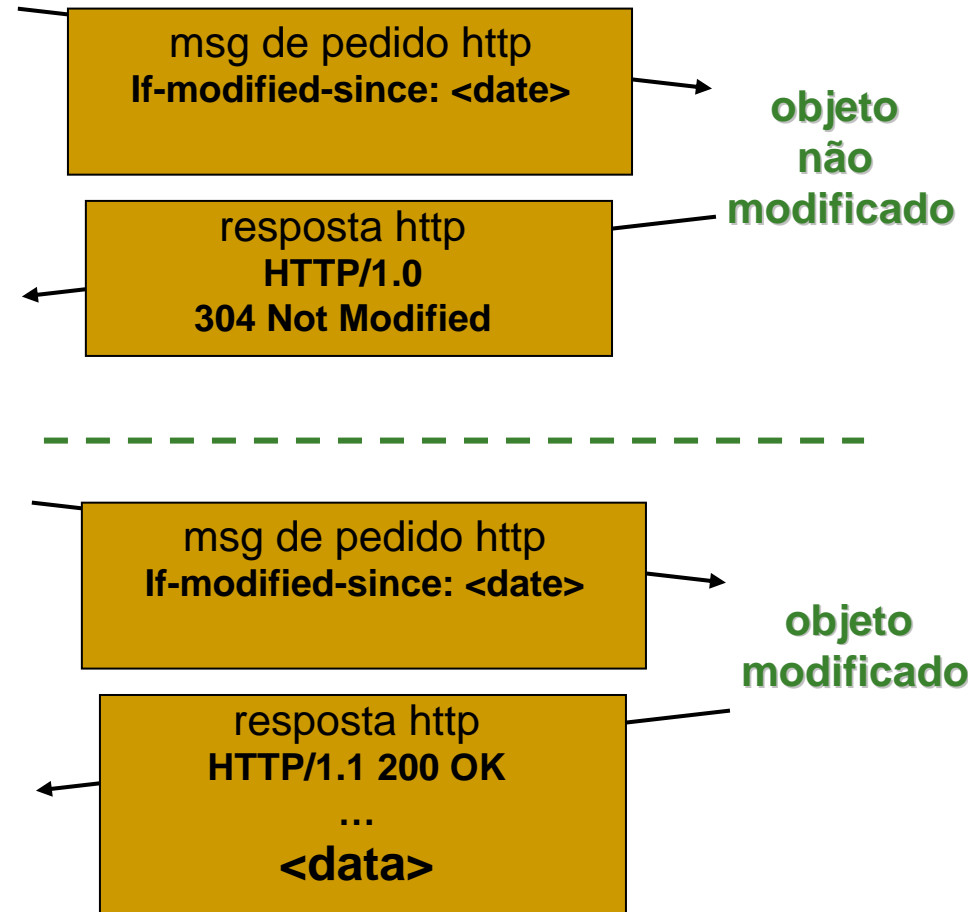 msg de pedido http
If-modified-since: <date>
objeto
não
modificado
resposta http
HTTP/1.0
304 Not Modified
msg de pedido http
If-modified-since: <date>
objeto
modificado
resposta http
HTTP/1.1 200 OK
…
<data>